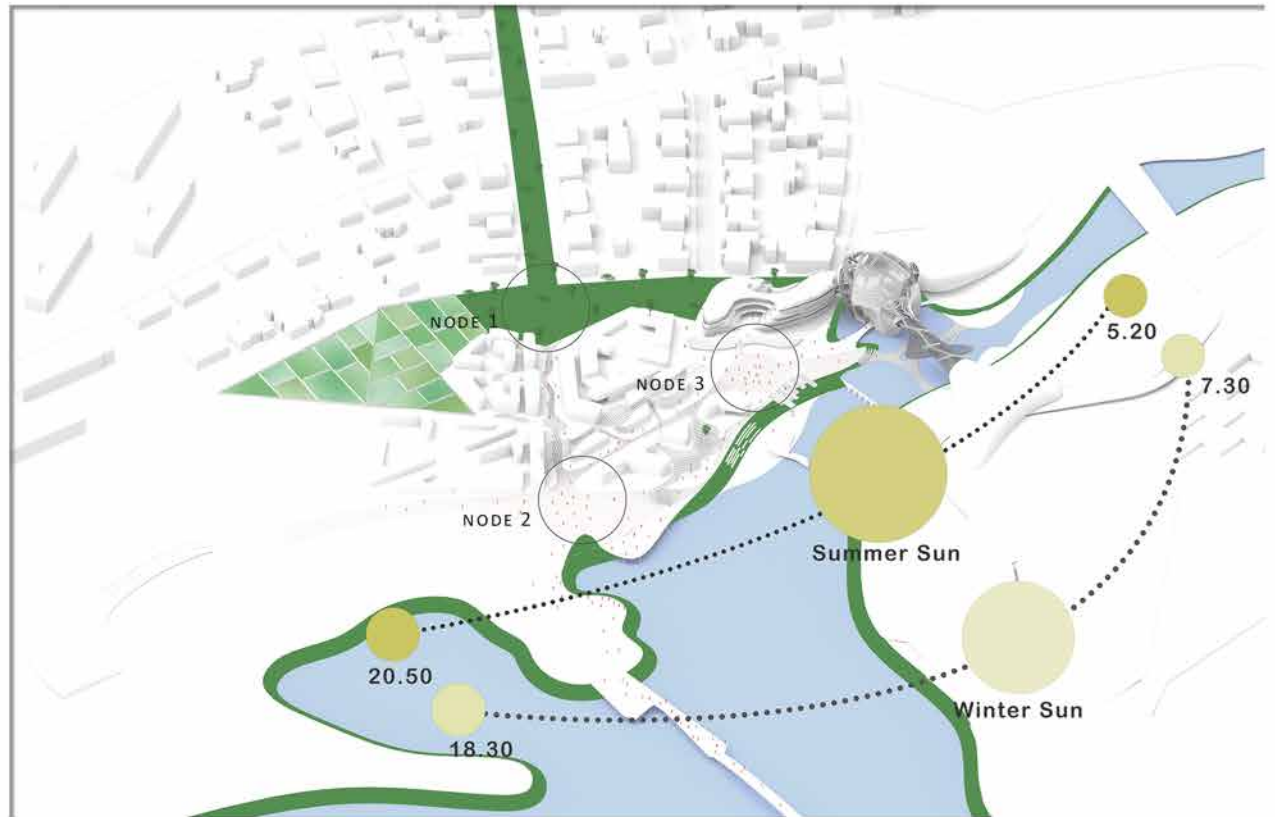 NODE 1
5.20
NODE 3
7.30
NODE 2
Summer Sun
20.50
Winter Sun
18.30